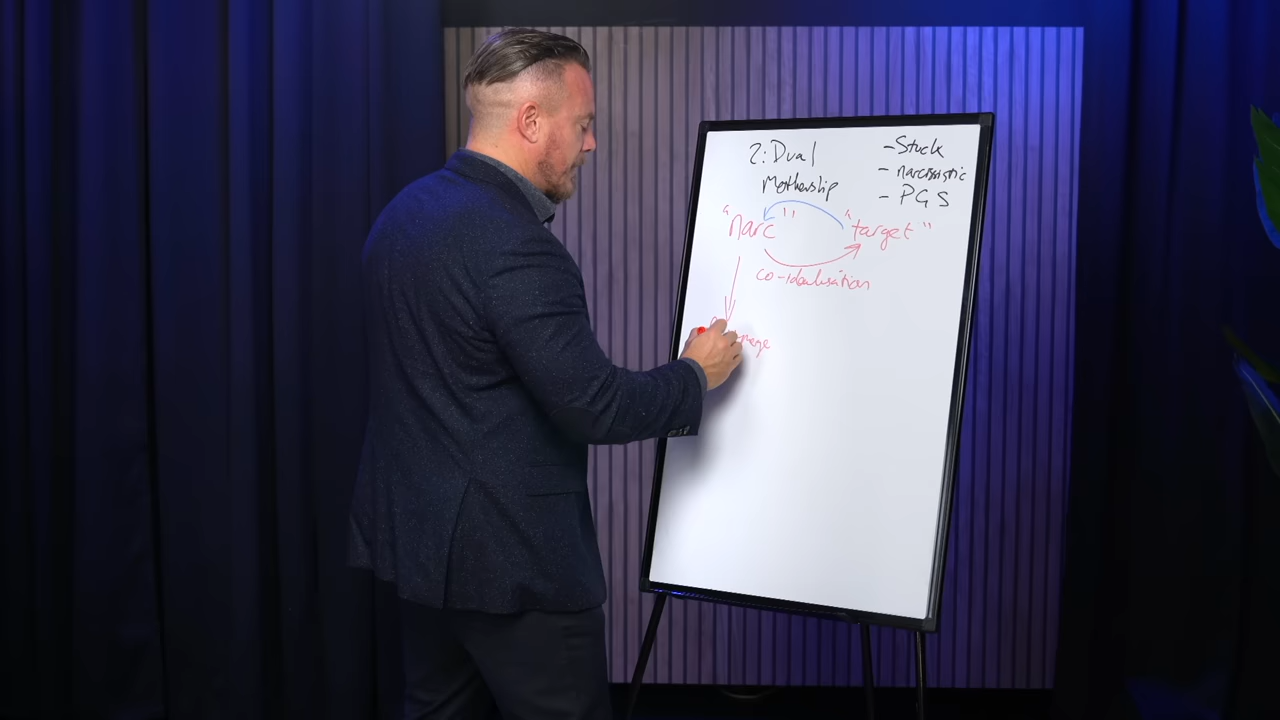 2: Dual
Mothership
- Stuck
- narcissistic
- PGS
"narc"
"target"
co-idealisation